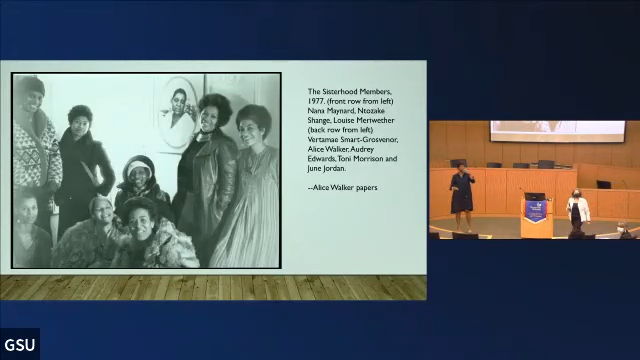 The Sisterhood Members,
1977. (front row from left)
Nana Maynard, Ntozake
Shange, Louise Meriwether
(back row from left)
Vertamae Smart-Grosvenor,
Alice Walker, Audrey
Edwards, Toni Morrison and
June Jordan.
--Alice Walker papers
GSU